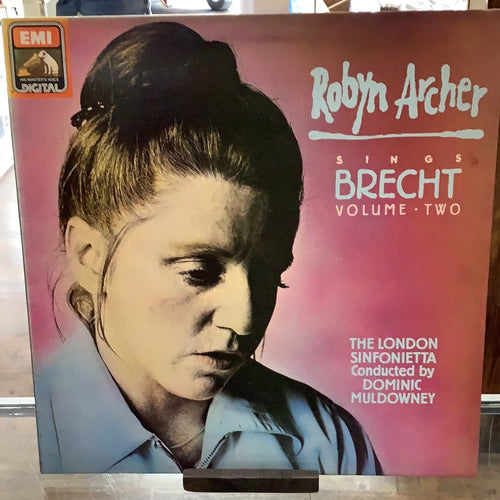 EMI
HIS MASTER'S VOICE
DIGITAL
Robyn Archer
SINGS
BRECHT
VOLUME · TWO
THE LONDON
SINFONIETTA
Conducted by
DOMINIC
MULDOWNEY